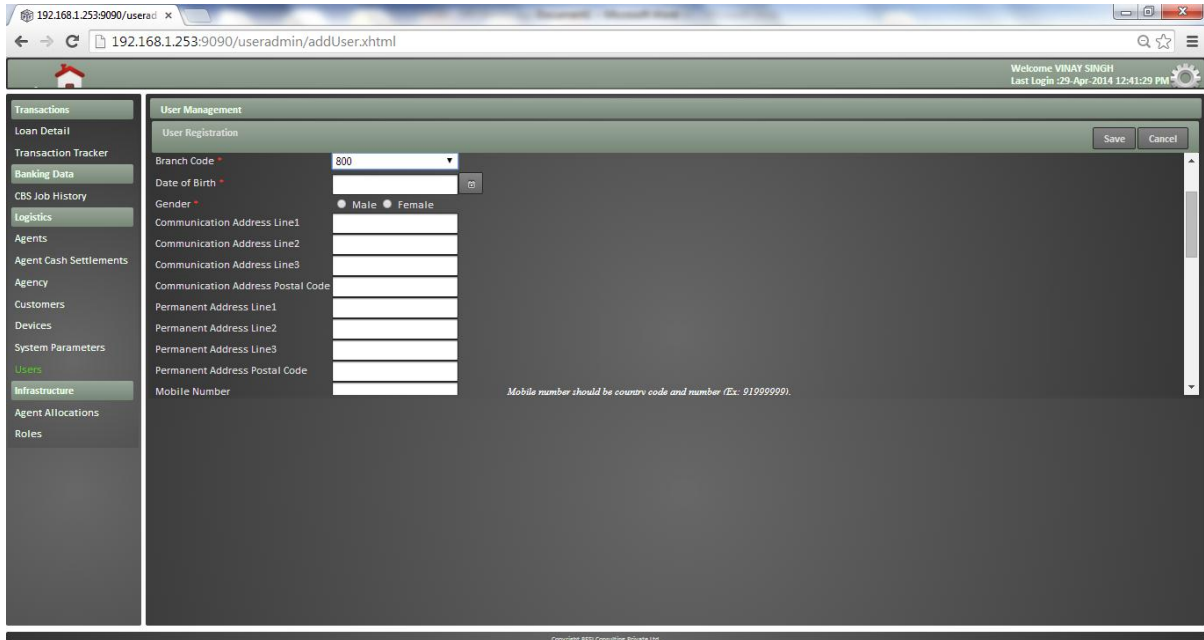 192.168.1.253:9090/userad ×
192.168.1.253:9090/useradmin/addUser.xhtml
Welcome VINAY SINGH
Last Login :29-Apr-2014 12:41:29 PM
Transactions
Loan Detail
Transaction Tracker
Banking Data
CBS Job History
Logistics
Agents
Agent Cash Settlements
Agency
Customers
Devices
System Parameters
Users
Infrastructure
Agent Allocations
Roles
User Management
User Registration
Save Cancel
Branch Code * 800
Date of Birth *
Gender * Male Female
Communication Address Line1
Communication Address Line2
Communication Address Line3
Communication Address Postal Code
Permanent Address Line1
Permanent Address Line2
Permanent Address Line3
Permanent Address Postal Code
Mobile Number Mobile number should be country code and number (Ex: 91999999).
Copyright Consulting Private Ltd